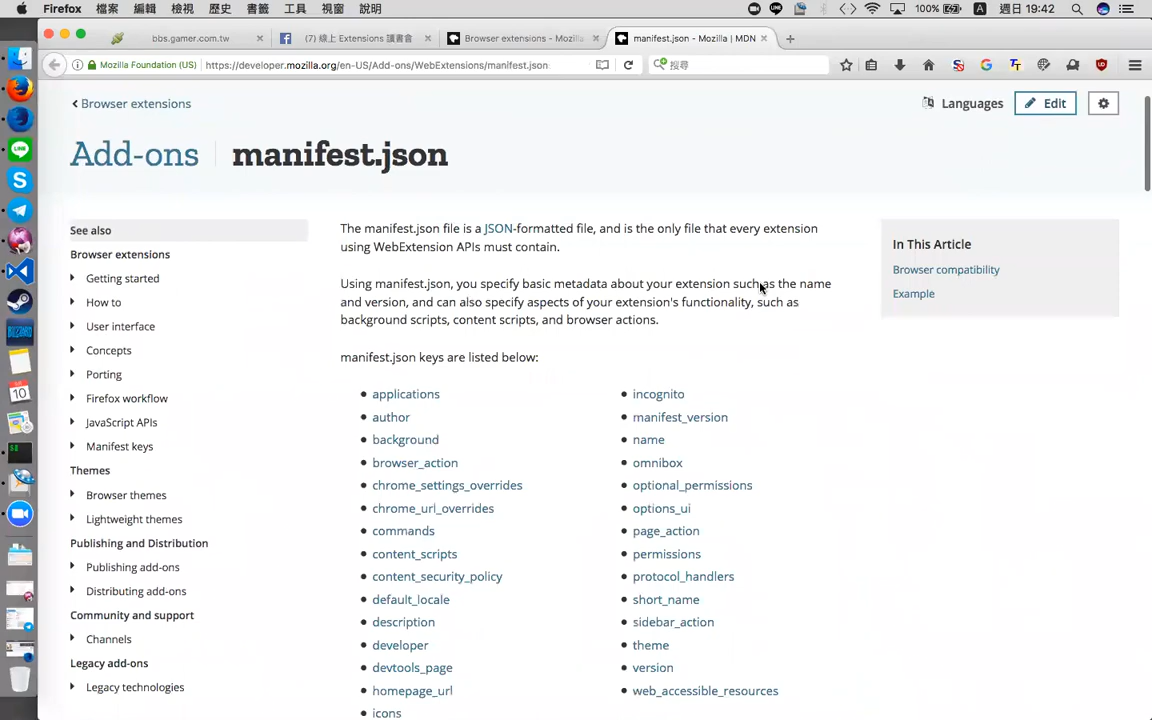 Firefox 檔案 編輯 檢視 歷史 書籤 工具 視窗 說明 100% A 週日 19:42
bbs.gamer.com.tw × (7) 線上 Extensions 讀書會 × Browser extensions - Mozilla × manifest.json - Mozilla | MDN × +
Mozilla Foundation (US) https://developer.mozilla.org/en-US/Add-ons/WebExtensions/manifest.json 搜尋
Browser extensions
Languages Edit
Add-ons manifest.json
See also
Browser extensions
Getting started
How to
User interface
Concepts
Porting
Firefox workflow
JavaScript APIs
Manifest keys
Themes
Browser themes
Lightweight themes
Publishing and Distribution
Publishing add-ons
Distributing add-ons
Community and support
Channels
Legacy add-ons
Legacy technologies
The manifest.json file is a JSON-formatted file, and is the only file that every extension
using WebExtension APIs must contain.
Using manifest.json, you specify basic metadata about your extension such as the name
and version, and can also specify aspects of your extension's functionality, such as
background scripts, content scripts, and browser actions.
manifest.json keys are listed below:
applications
author
background
browser_action
chrome_settings_overrides
chrome_url_overrides
commands
content_scripts
content_security_policy
default_locale
description
developer
devtools_page
homepage_url
icons
incognito
manifest_version
name
omnibox
optional_permissions
options_ui
page_action
permissions
protocol_handlers
short_name
sidebar_action
theme
version
web_accessible_resources
In This Article
Browser compatibility
Example